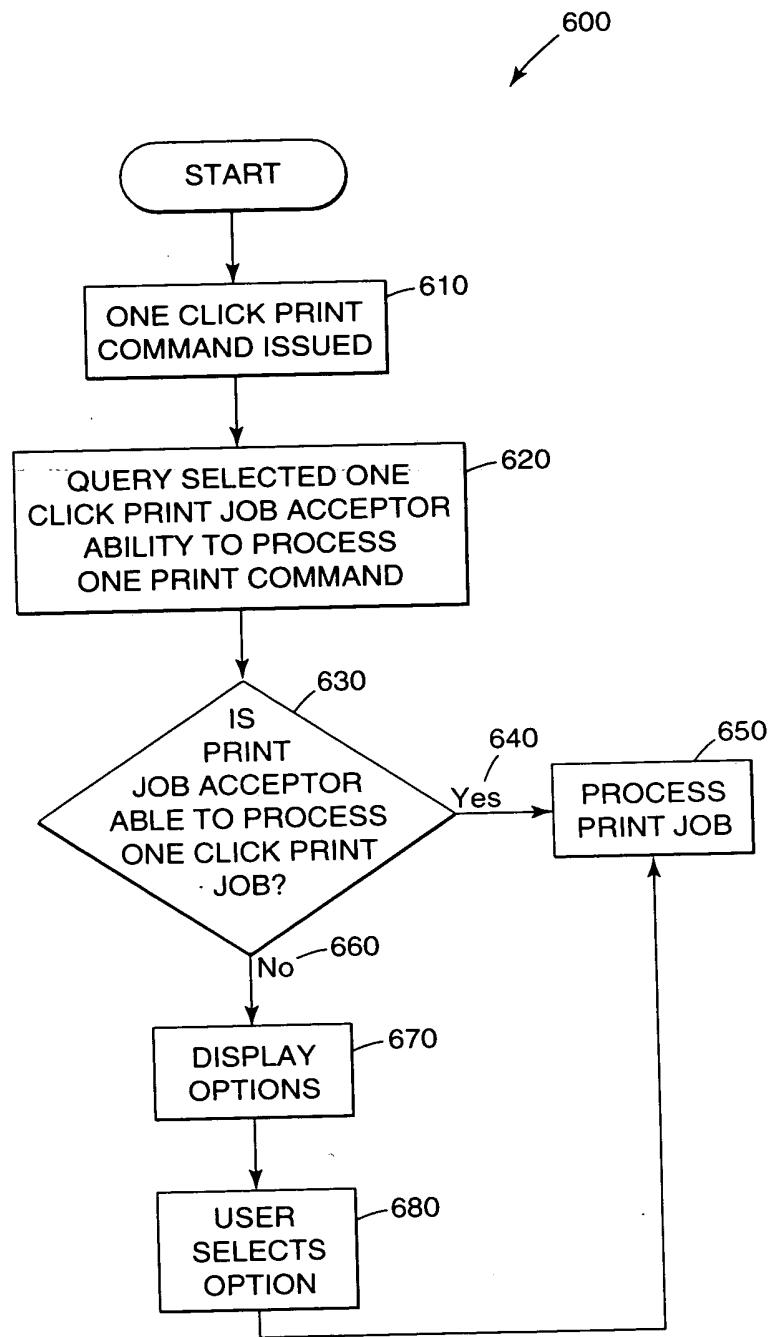 600
START
610
ONE CLICK PRINT
COMMAND ISSUED
620
QUERY SELECTED ONE
CLICK PRINT JOB ACCEPTOR
ABILITY TO PROCESS
ONE PRINT COMMAND
630
IS
PRINT
JOB ACCEPTOR
ABLE TO PROCESS
ONE CLICK PRINT
JOB?
640
Yes
650
PROCESS
PRINT JOB
660
No
670
DISPLAY
OPTIONS
680
USER
SELECTS
OPTION